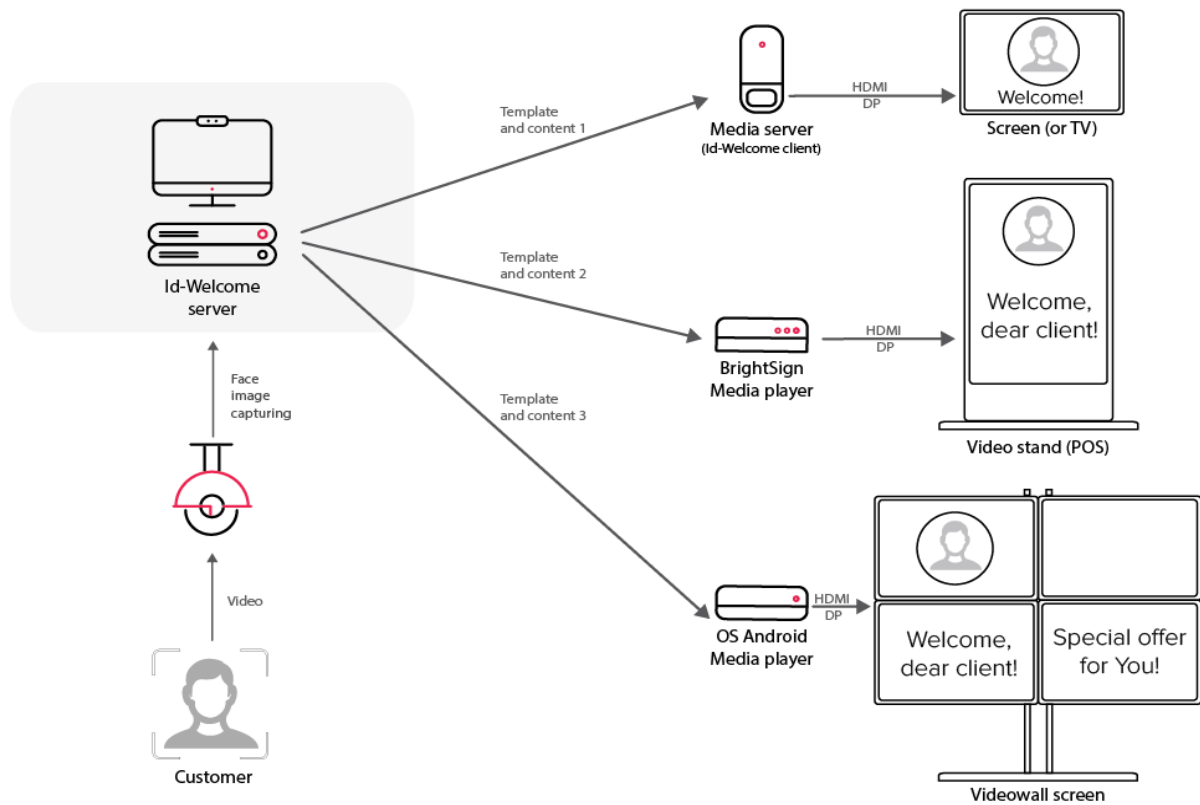 Template
and content 1
Media server
(Id-Welcome client)
HDMI
DP
Welcome!
Screen (or TV)
Id-Welcome
server
Template
and content 2
BrightSign
Media player
HDMI
DP
Welcome,
dear client!
Video stand (POS)
Face
image
capturing
Template
and content 3
Video
Customer
OS Android
Media player
HDMI
DP
Welcome,
dear client!
Special offer
for You!
Videowall screen